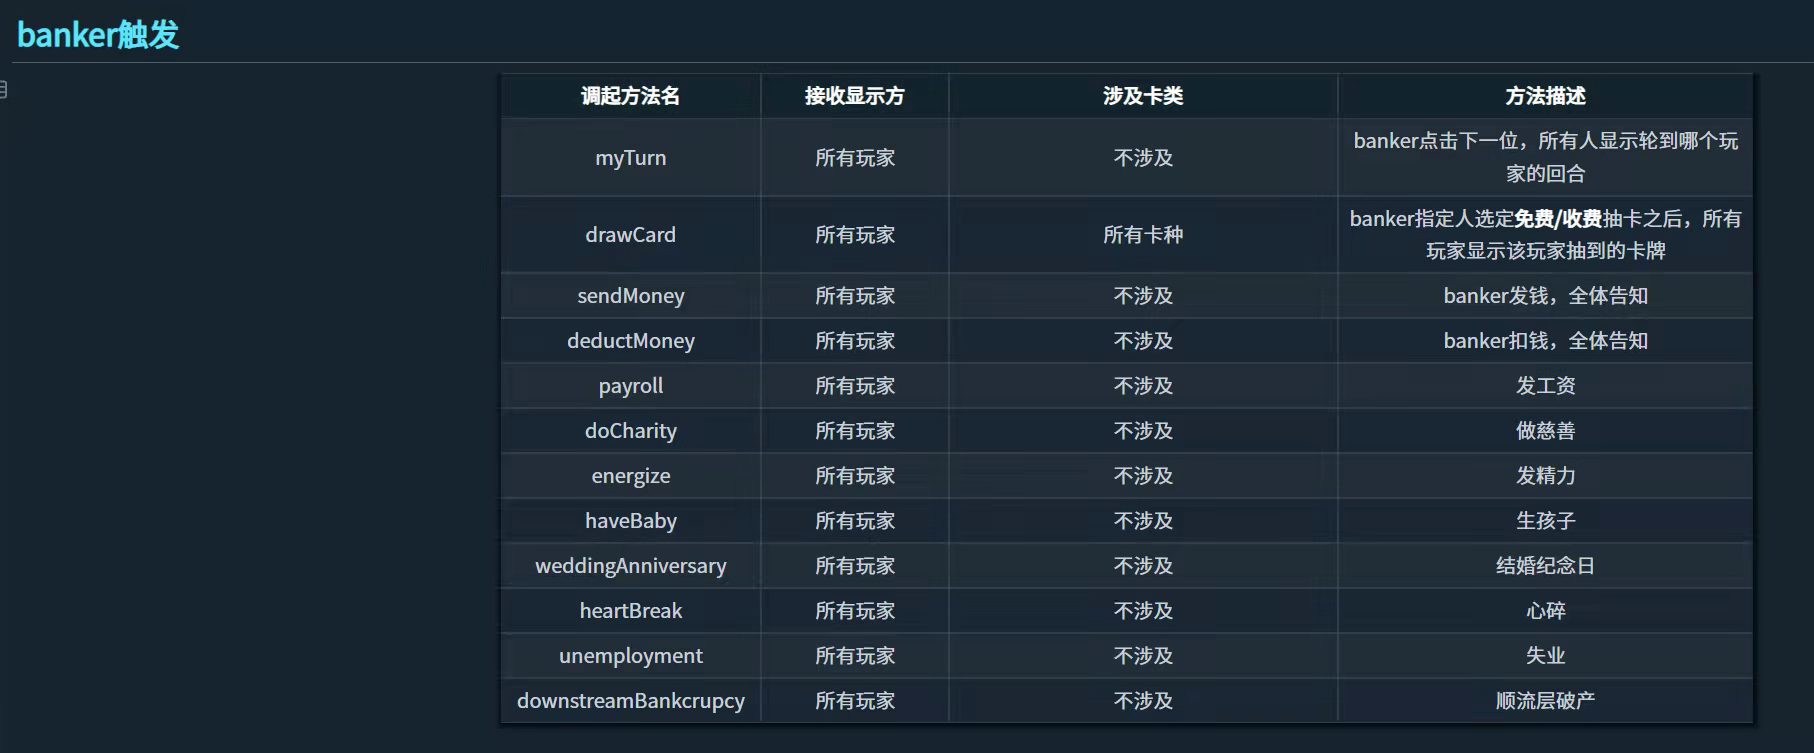 banker触发
调起方法名 接收显示方 涉及卡类 方法描述
myTurn 所有玩家 不涉及 banker点击下一位，所有人显示轮到哪个玩
家的回合
drawCard 所有玩家 所有卡种 banker指定人选定免费/收费抽卡之后，所有
玩家显示该玩家抽到的卡牌
sendMoney 所有玩家 不涉及 banker发钱，全体告知
deductMoney 所有玩家 不涉及 banker扣钱，全体告知
payroll 所有玩家 不涉及 发工资
doCharity 所有玩家 不涉及 做慈善
energize 所有玩家 不涉及 发精力
haveBaby 所有玩家 不涉及 生孩子
weddingAnniversary 所有玩家 不涉及 结婚纪念日
heartBreak 所有玩家 不涉及 心碎
unemployment 所有玩家 不涉及 失业
downstreamBankcrupcy 所有玩家 不涉及 顺流层破产